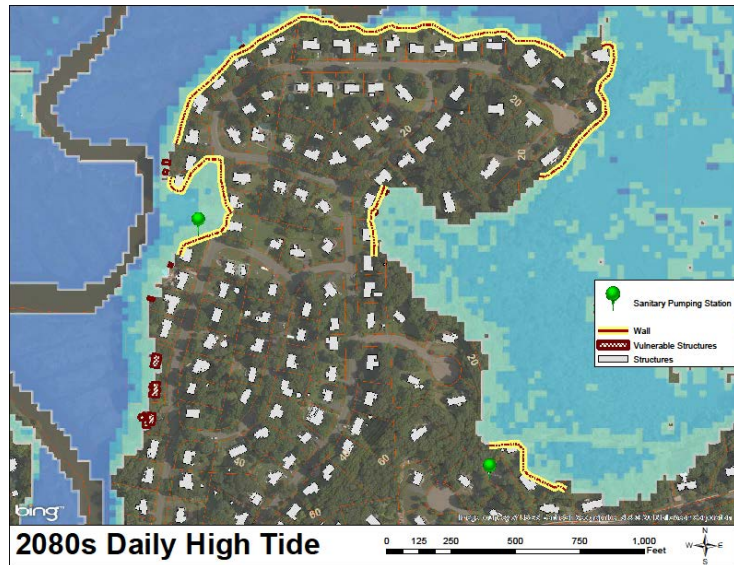 20
20
20
Sanitary Pumping Station
Wall
Vulnerable Structures
Structures
20
40
60
60
bing
2080s Daily High Tide
0 125 250 500 750 1,000
Feet
N
W E
S